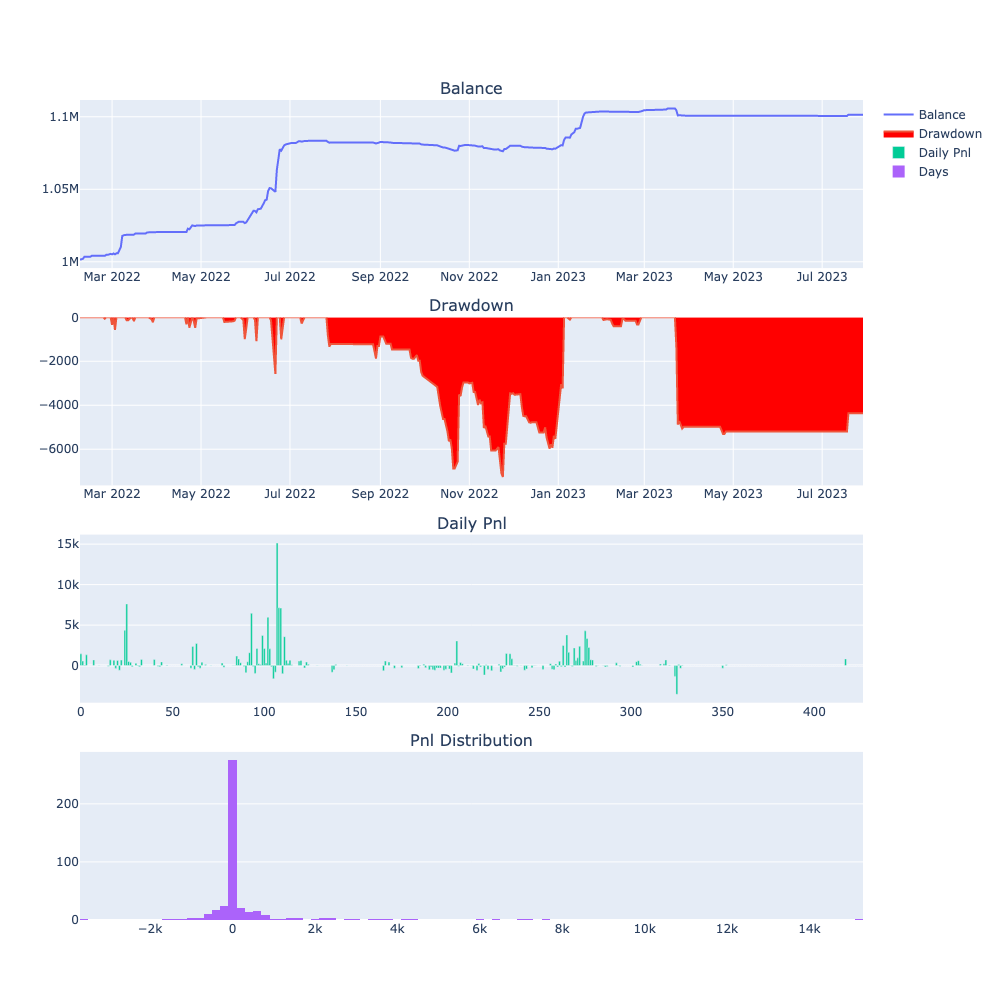 Balance
1.1M
1.05M
1M
Mar 2022 May 2022 Jul 2022 Sep 2022 Nov 2022 Jan 2023 Mar 2023 May 2023 Jul 2023
Balance
Drawdown
Daily Pnl
Days
Drawdown
0
−2000
−4000
−6000
Mar 2022 May 2022 Jul 2022 Sep 2022 Nov 2022 Jan 2023 Mar 2023 May 2023 Jul 2023
Daily Pnl
15k
10k
5k
0
0 50 100 150 200 250 300 350 400
Pnl Distribution
200
100
0
−2k 0 2k 4k 6k 8k 10k 12k 14k